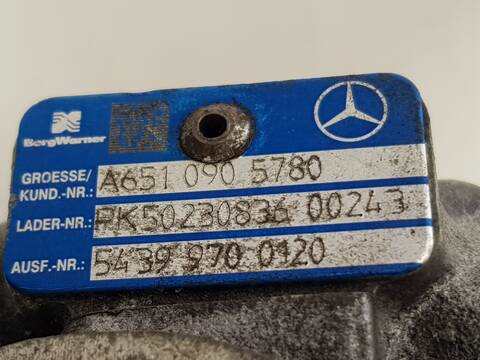 BorgWarner
GROESSE/
KUND.-NR.: A651 090 5780
LADER-NR.: PK50230836 00243
AUSF.-NR.: 5439 970 0120